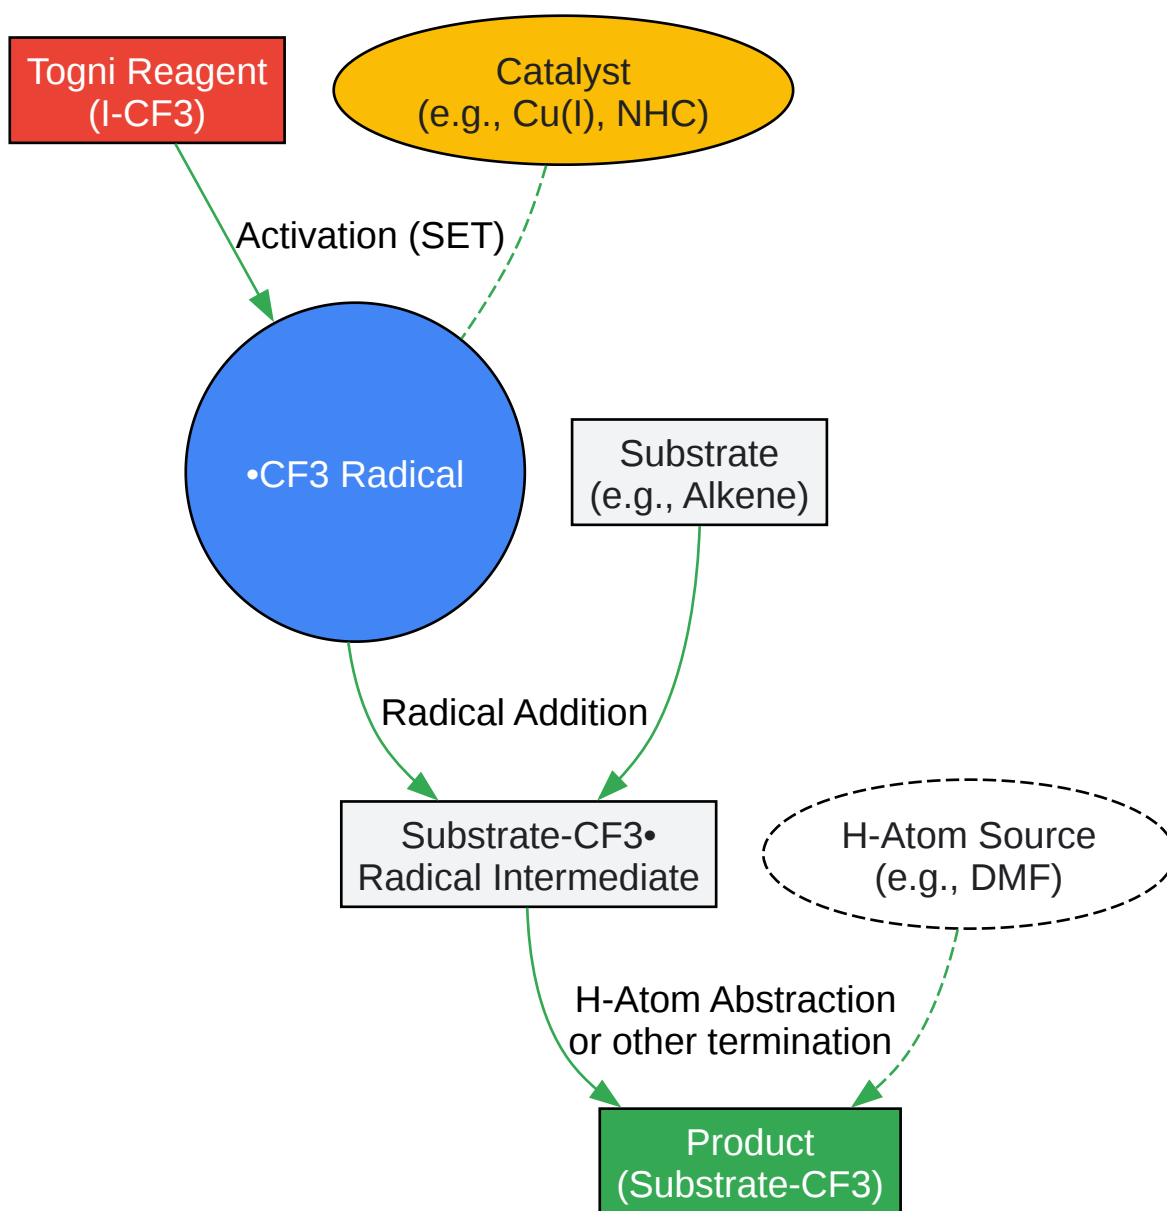 Togni Reagent
(I-CF3)
Catalyst
(e.g., Cu(I), NHC)
Activation (SET)
•CF3 Radical
Substrate
(e.g., Alkene)
Radical Addition
Substrate-CF3•
Radical Intermediate
H-Atom Source
(e.g., DMF)
H-Atom Abstraction
or other termination
Product
(Substrate-CF3)